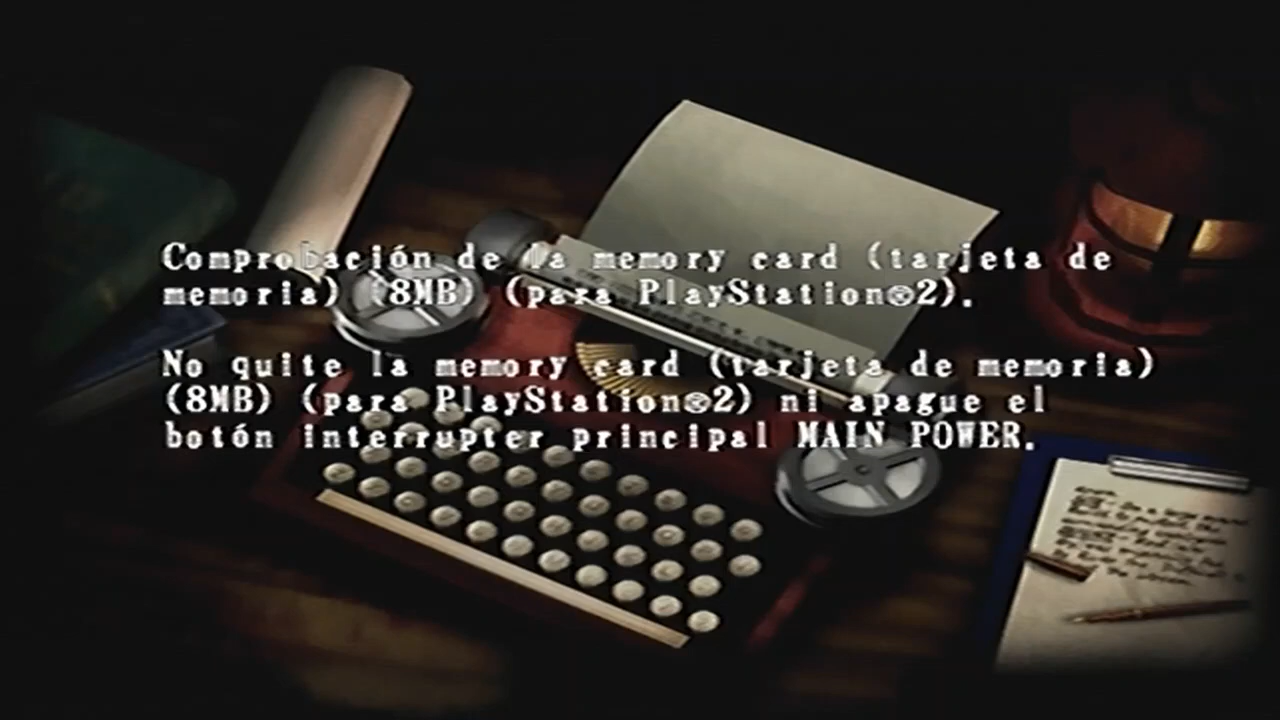 Comprobación de la memory card (tarjeta de
memoria) (8MB) (para PlayStation®2).
No quite la memory card (tarjeta de memoria)
(8MB) (para PlayStation®2) ni apague el
botón interrupter principal MAIN POWER.